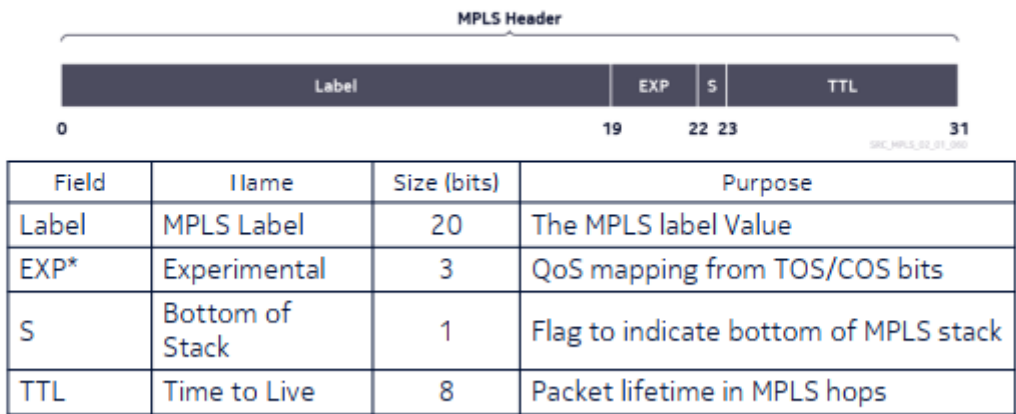 MPLS Header
Label EXP S TTL
0 19 22 23 31
SRC_MPLS_02_01_060
Field Name Size (bits) Purpose
Label MPLS Label 20 The MPLS label Value
EXP* Experimental 3 QoS mapping from TOS/COS bits
S Bottom of Stack 1 Flag to indicate bottom of MPLS stack
TTL Time to Live 8 Packet lifetime in MPLS hops